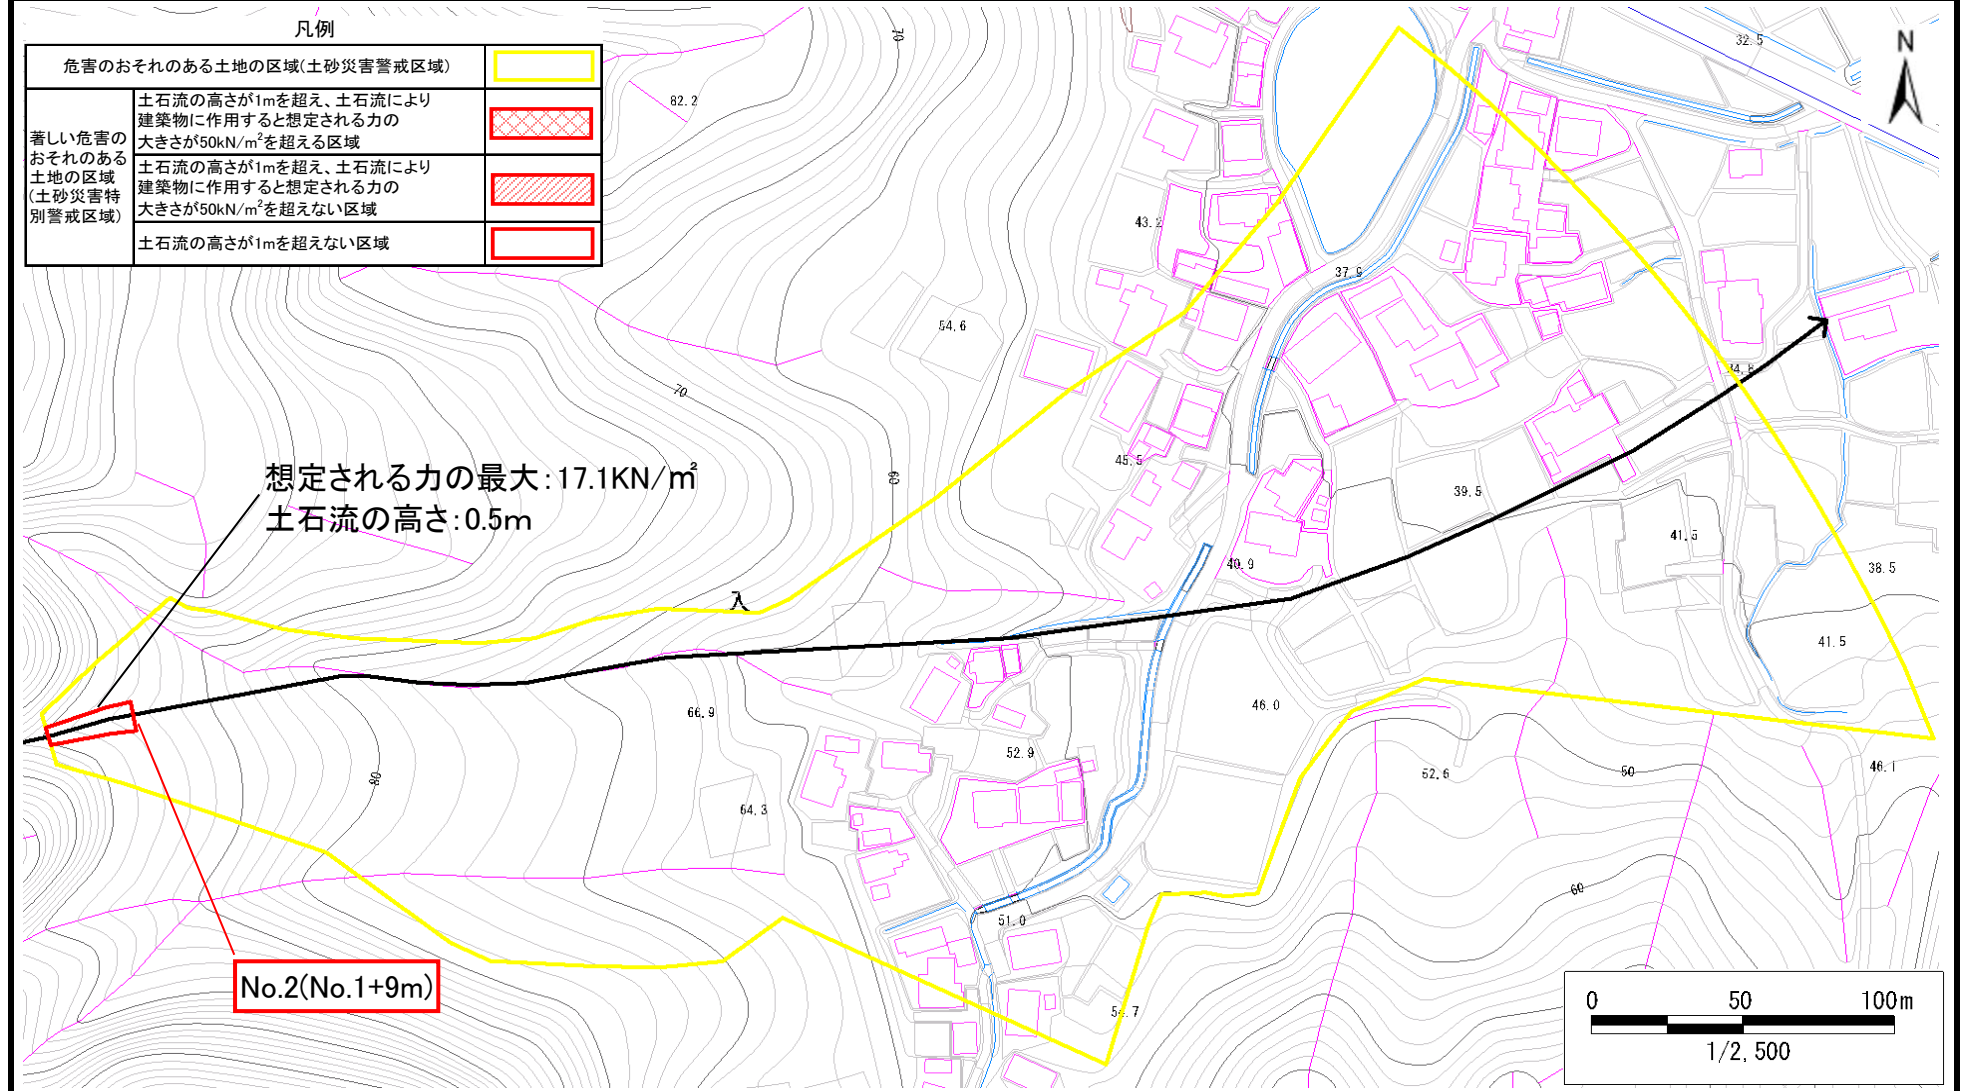 凡例
危害のおそれのある土地の区域(土砂災害警戒区域)
著しい危害の
おそれのある
土地の区域
(土砂災害特
別警戒区域)
土石流の高さが1mを超え、土石流により
建築物に作用すると想定される力の
大きさが50kN/m²を超える区域
土石流の高さが1mを超え、土石流により
建築物に作用すると想定される力の
大きさが50kN/m²を超えない区域
土石流の高さが1mを超えない区域
N
70
32.5
82.2
43.2
37.9
54.6
70
45.5
60
39.5
41.5
40.9
38.5
41.5
想定される力の最大:17.1KN/㎡
土石流の高さ:0.5m
66.9
46.0
52.9
52.6
50
46.1
80
64.3
60
51.0
54.7
No.2(No.1+9m)
0 50 100m
1/2,500